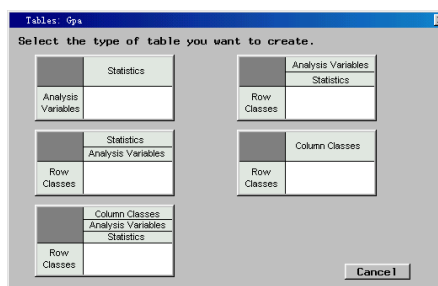 Tables: Gpa
Select the type of table you want to create.
Statistics
Analysis
Variables
Analysis Variables
Statistics
Row
Classes
Statistics
Analysis Variables
Row
Classes
Column Classes
Row
Classes
Column Classes
Analysis Variables
Statistics
Row
Classes
Cancel